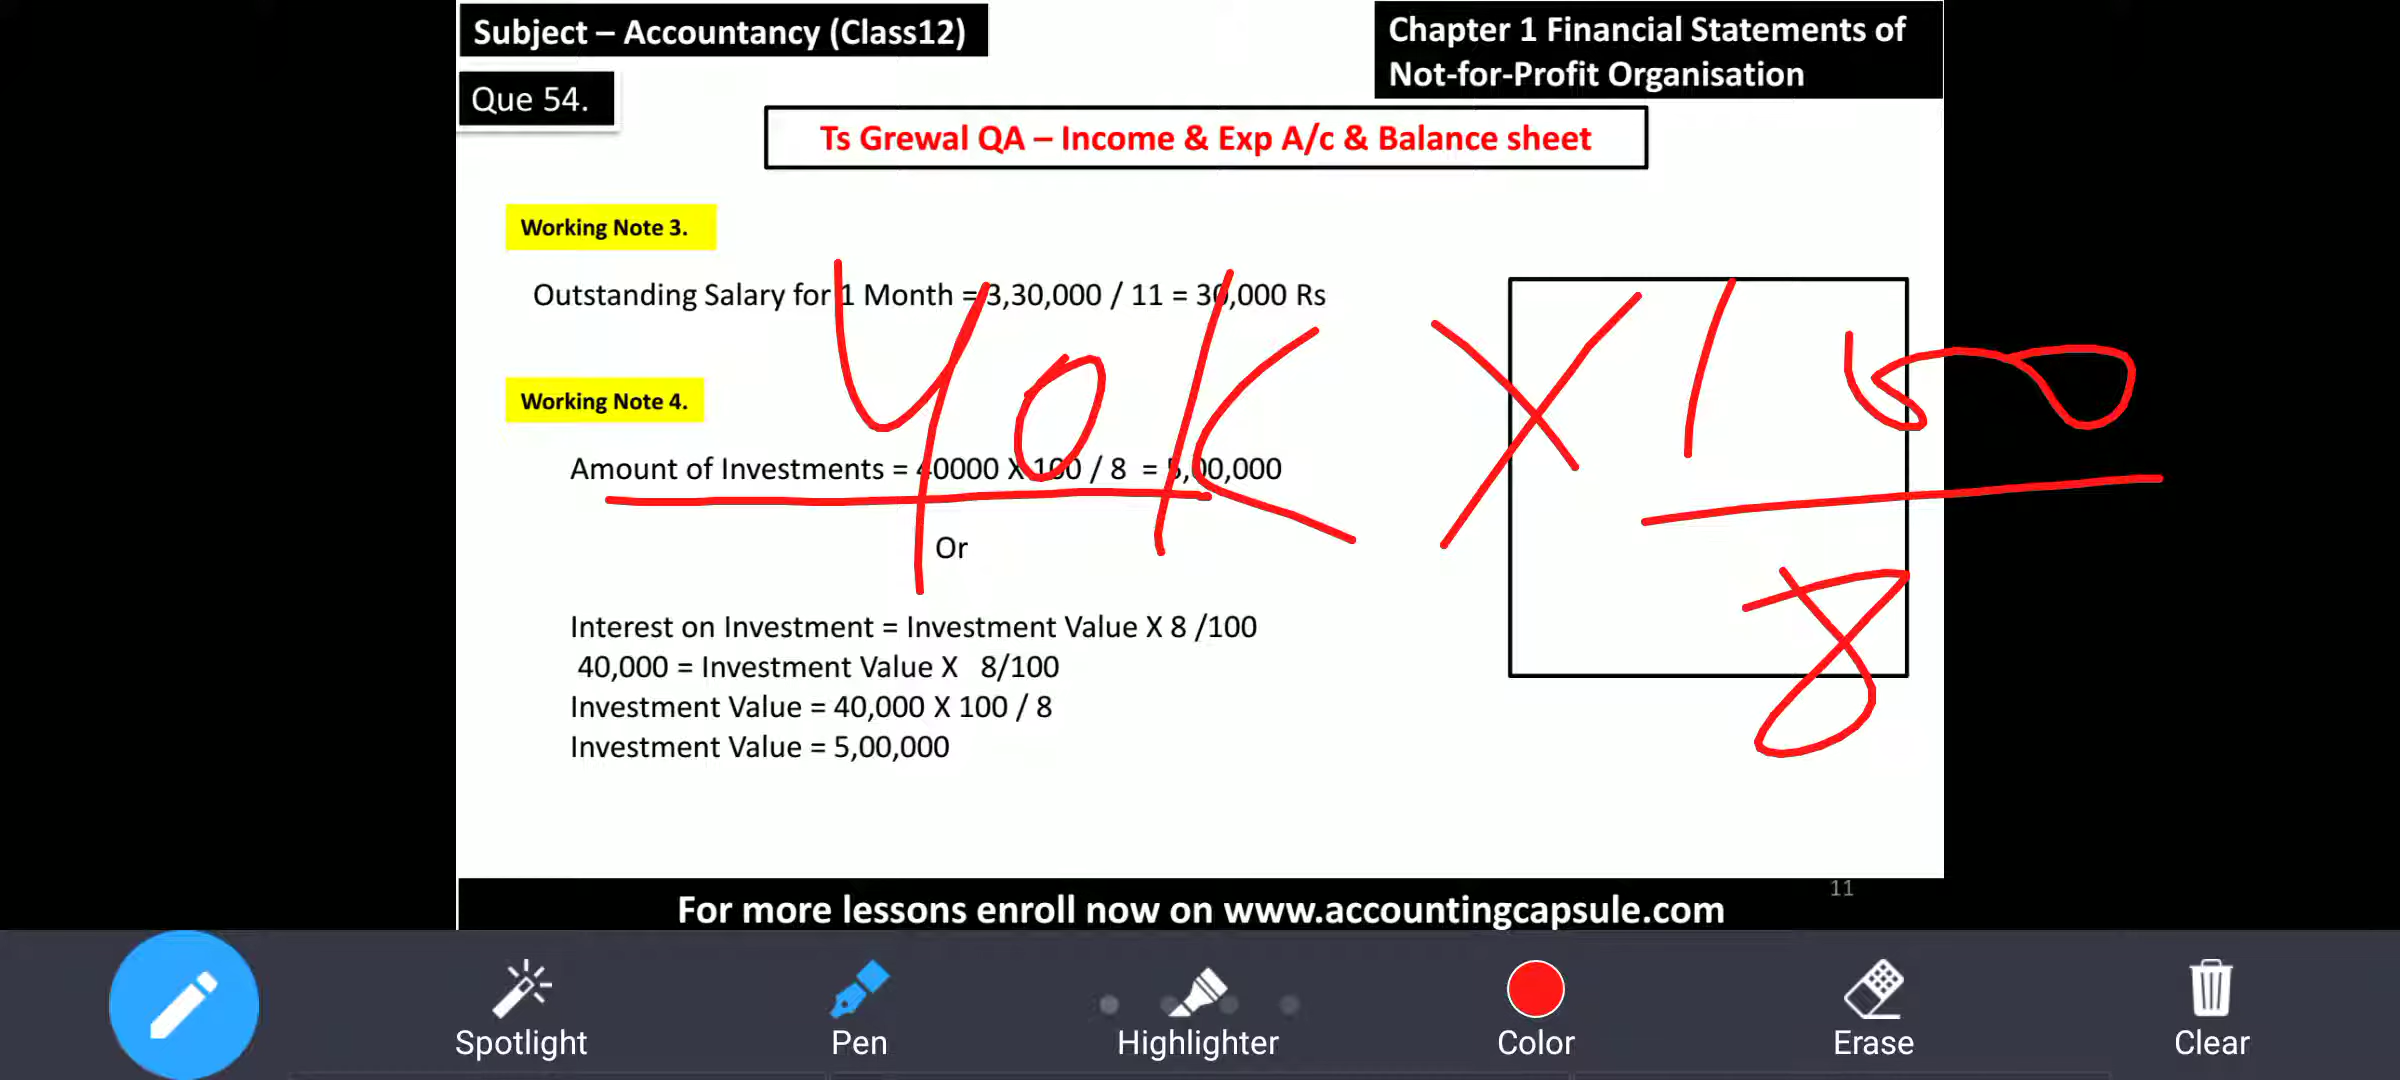 Subject – Accountancy (Class12)
Chapter 1 Financial Statements of
Not-for-Profit Organisation
Que 54.
Ts Grewal QA – Income & Exp A/c & Balance sheet
Working Note 3.
Outstanding Salary for 1 Month = 3,30,000 / 11 = 30,000 Rs
40K X 100
8
Working Note 4.
Amount of Investments = 40000 X 100 / 8 = 5,00,000
Or
Interest on Investment = Investment Value X 8 /100
40,000 = Investment Value X 8/100
Investment Value = 40,000 X 100 / 8
Investment Value = 5,00,000
11
For more lessons enroll now on www.accountingcapsule.com
Spotlight
Pen
Highlighter
Color
Erase
Clear